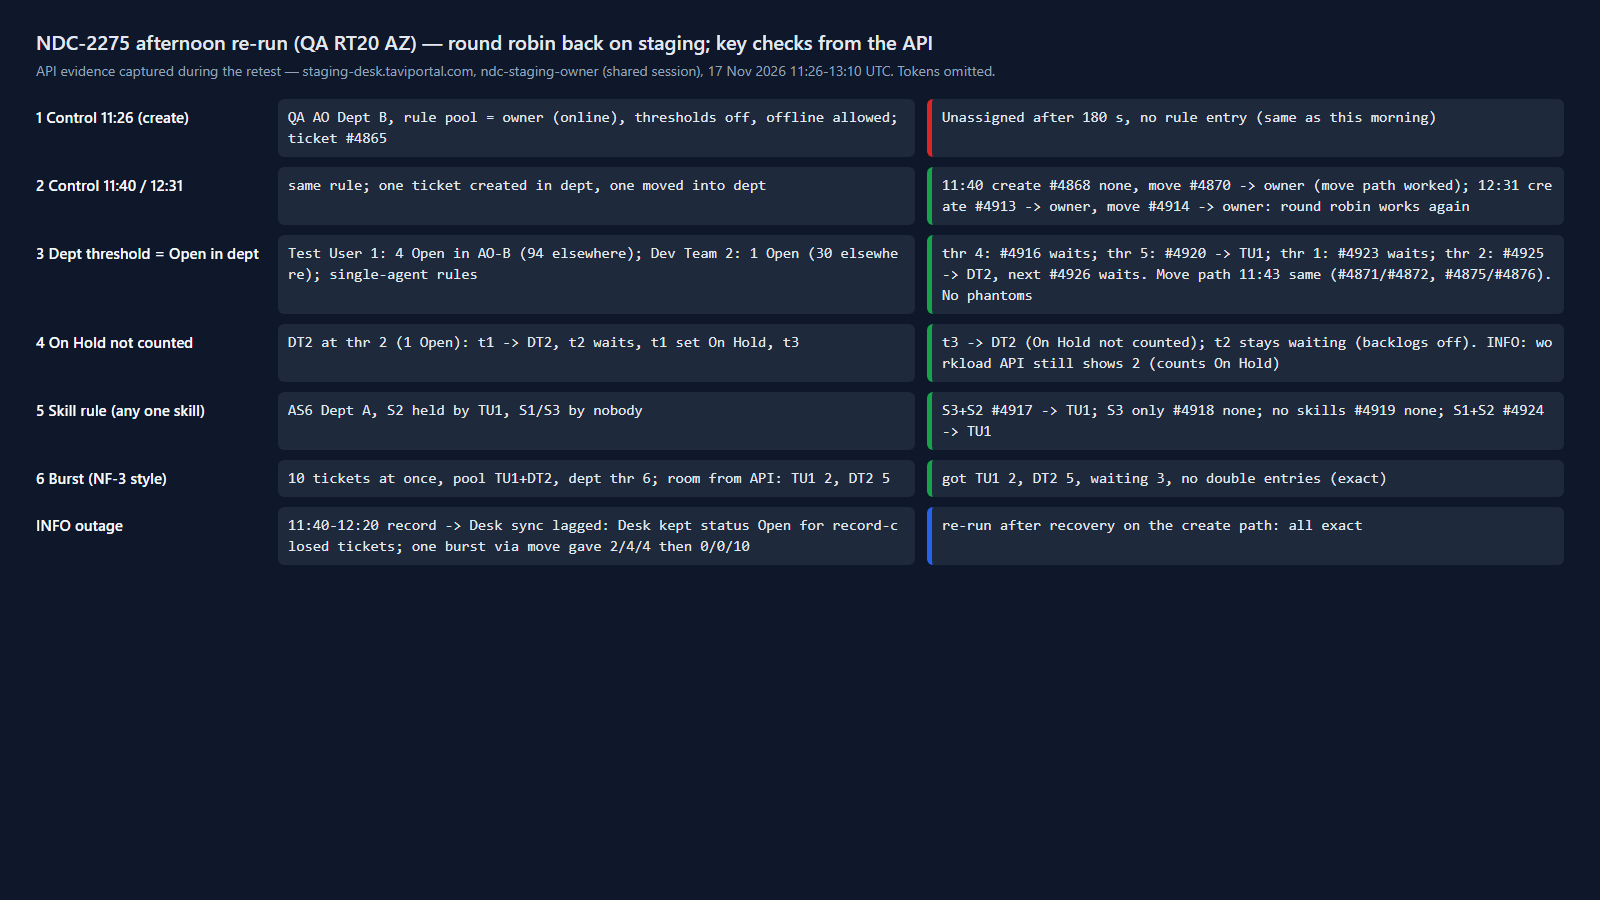 NDC-2275 afternoon re-run (QA RT20 AZ) — round robin back on staging; key checks from the API
API evidence captured during the retest — staging-desk.taviportal.com, ndc-staging-owner (shared session), 17 Nov 2026 11:26-13:10 UTC. Tokens omitted.
1 Control 11:26 (create)
QA AO Dept B, rule pool = owner (online), thresholds off, offline allowed;
ticket #4865
Unassigned after 180 s, no rule entry (same as this morning)
2 Control 11:40 / 12:31
same rule; one ticket created in dept, one moved into dept
11:40 create #4868 none, move #4870 -> owner (move path worked); 12:31 cre
ate #4913 -> owner, move #4914 -> owner: round robin works again
3 Dept threshold = Open in dept
Test User 1: 4 Open in AO-B (94 elsewhere); Dev Team 2: 1 Open (30 elsewhe
re); single-agent rules
thr 4: #4916 waits; thr 5: #4920 -> TU1; thr 1: #4923 waits; thr 2: #4925
-> DT2, next #4926 waits. Move path 11:43 same (#4871/#4872, #4875/#4876).
No phantoms
4 On Hold not counted
DT2 at thr 2 (1 Open): t1 -> DT2, t2 waits, t1 set On Hold, t3
t3 -> DT2 (On Hold not counted); t2 stays waiting (backlogs off). INFO: wo
rkload API still shows 2 (counts On Hold)
5 Skill rule (any one skill)
AS6 Dept A, S2 held by TU1, S1/S3 by nobody
S3+S2 #4917 -> TU1; S3 only #4918 none; no skills #4919 none; S1+S2 #4924
-> TU1
6 Burst (NF-3 style)
10 tickets at once, pool TU1+DT2, dept thr 6; room from API: TU1 2, DT2 5
got TU1 2, DT2 5, waiting 3, no double entries (exact)
INFO outage
11:40-12:20 record -> Desk sync lagged: Desk kept status Open for record-c
losed tickets; one burst via move gave 2/4/4 then 0/0/10
re-run after recovery on the create path: all exact